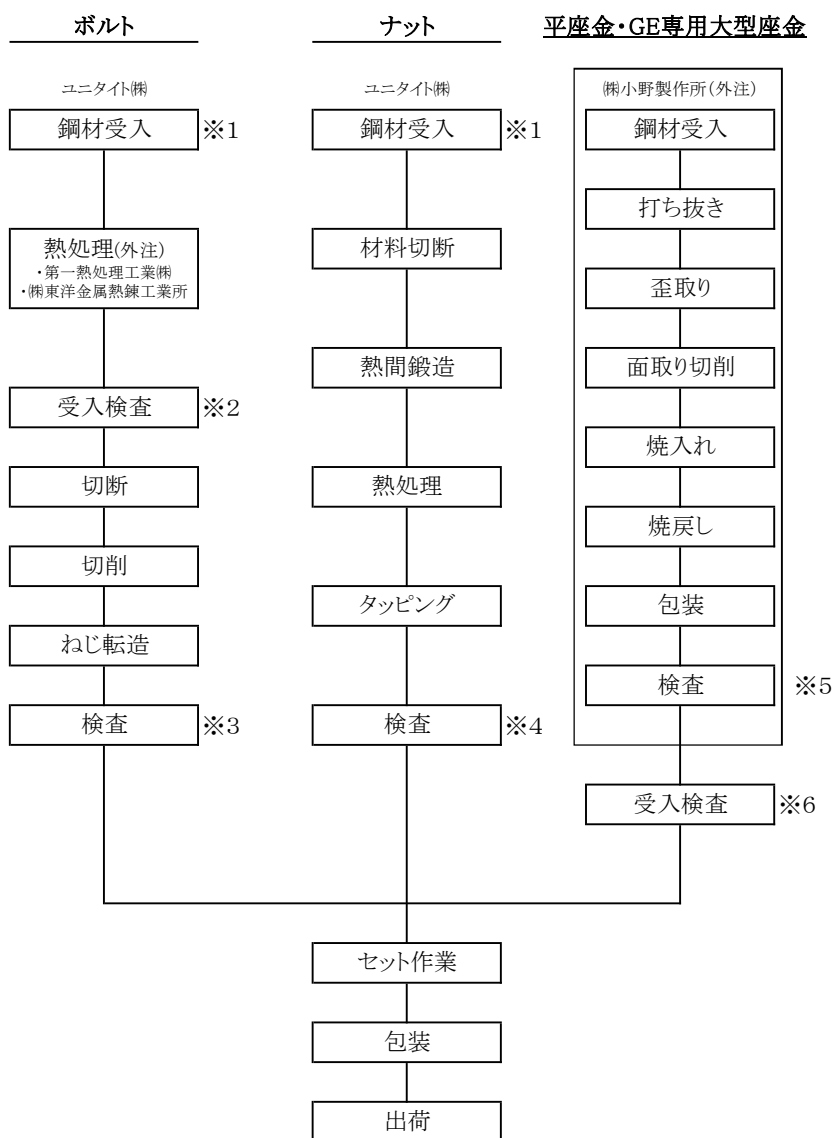 ボルト
ユニタイト㈱
鋼材受入 ※1
熱処理(外注)
・第一熱処理工業㈱
・㈱東洋金属熱錬工業所
受入検査 ※2
切断
切削
ねじ転造
検査 ※3
ナット
ユニタイト㈱
鋼材受入 ※1
材料切断
熱間鍛造
熱処理
タッピング
検査 ※4
平座金・GE専用大型座金
㈱小野製作所(外注)
鋼材受入
打ち抜き
歪取り
面取り切削
焼入れ
焼戻し
包装
検査 ※5
受入検査 ※6
セット作業
包装
出荷